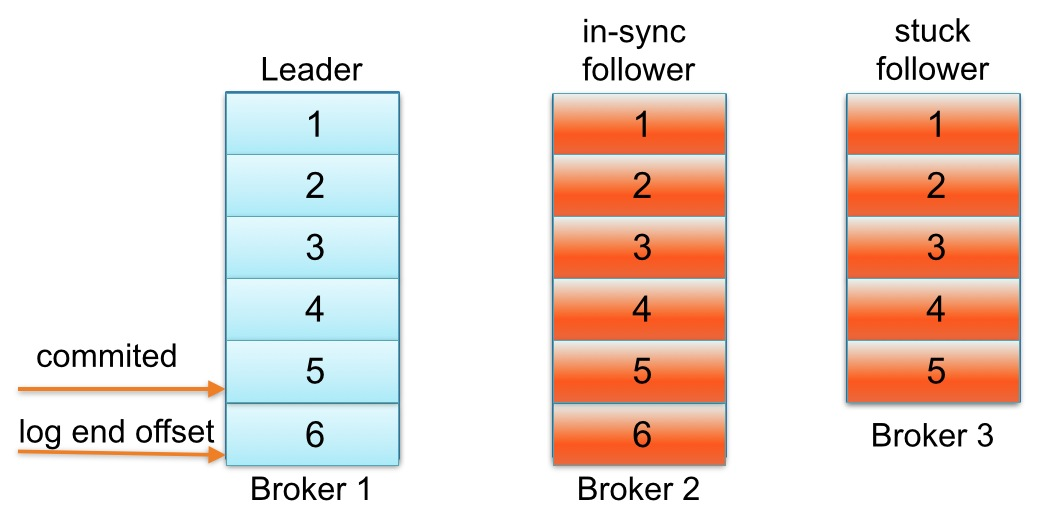 Leader
1
2
3
4
5
6
Broker 1
commited
log end offset
in-sync
follower
1
2
3
4
5
6
Broker 2
stuck
follower
1
2
3
4
5
Broker 3